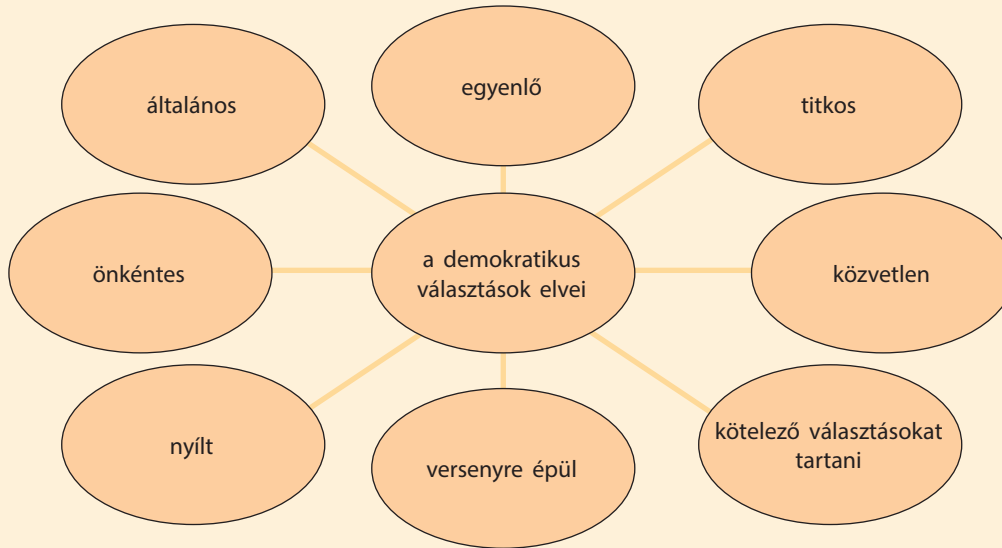 általános
egyenlő
titkos
önkéntes
a demokratikus
választások elvei
közvetlen
nyílt
versenyre épül
kötelező választásokat
tartani